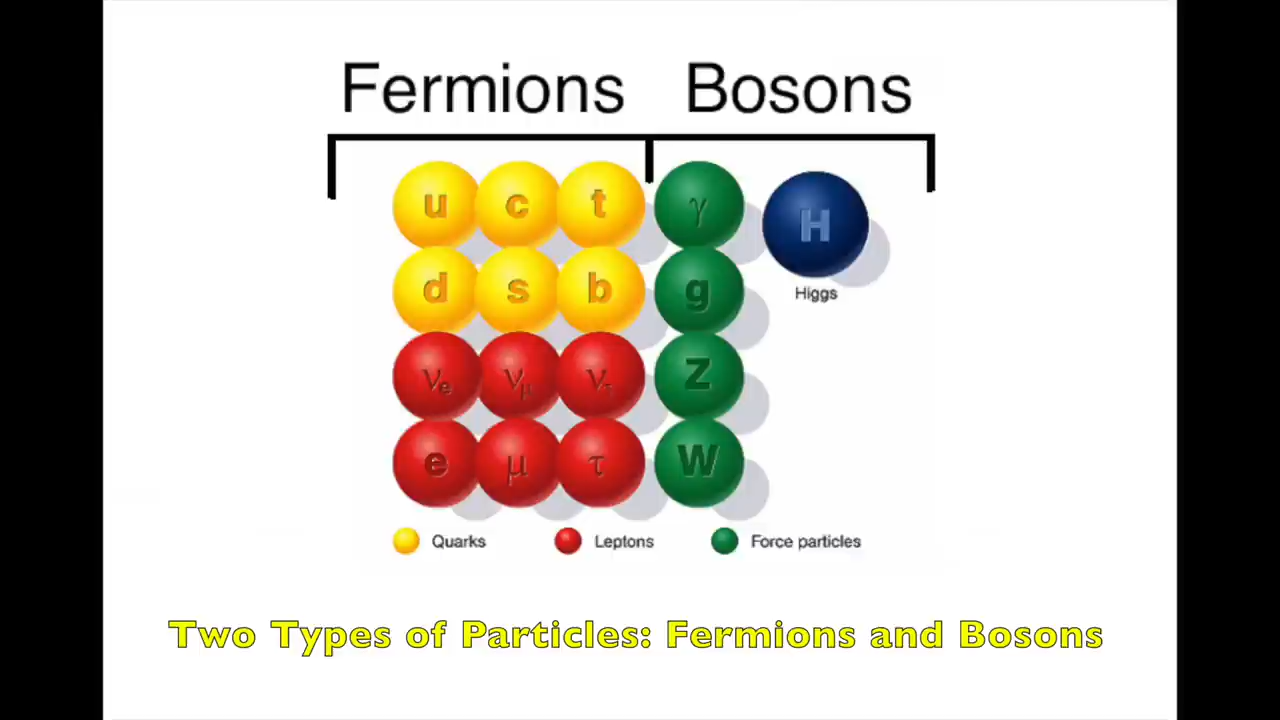 Fermions Bosons
u c t γ
H
d s b g
Higgs
νe νμ ντ Z
e μ τ W
Quarks Leptons Force particles
Two Types of Particles: Fermions and Bosons